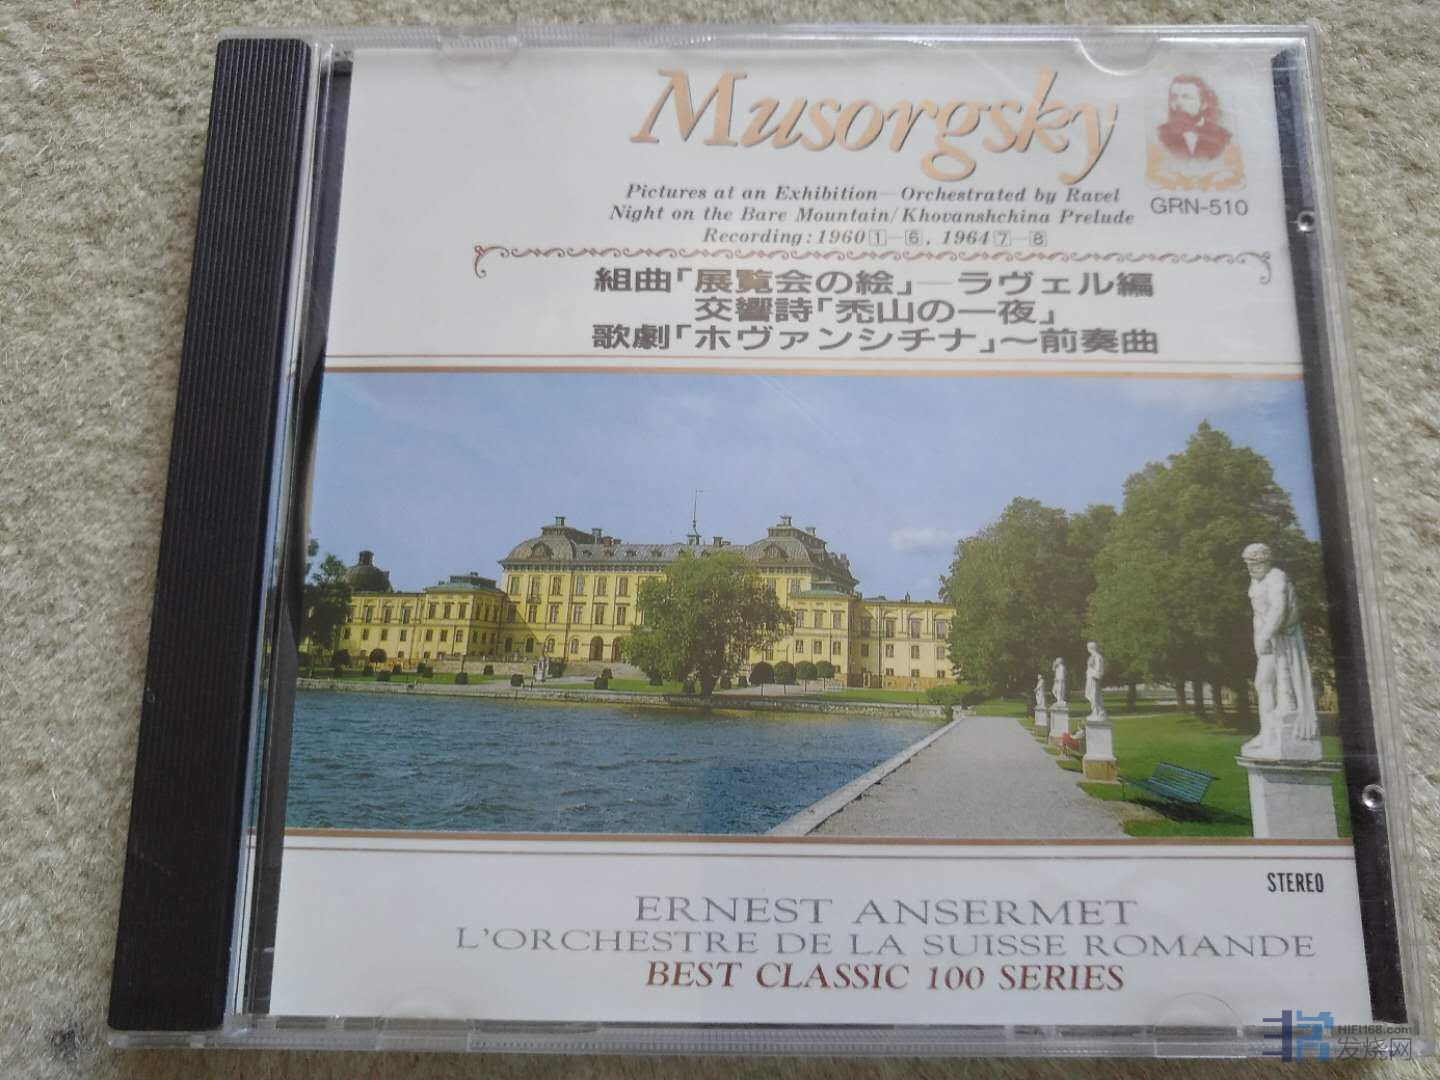 Musorgsky
GRN-510
Pictures at an Exhibition—Orchestrated by Ravel
Night on the Bare Mountain/Khovanshchina Prelude
Recording:1960①—⑥, 1964⑦—⑧
組曲「展覧会の絵」—ラヴェル編
交響詩「禿山の一夜」
歌劇「ホヴァンシチナ」〜前奏曲
STEREO
ERNEST ANSERMET
L'ORCHESTRE DE LA SUISSE ROMANDE
BEST CLASSIC 100 SERIES
HIFI168.com
发烧网